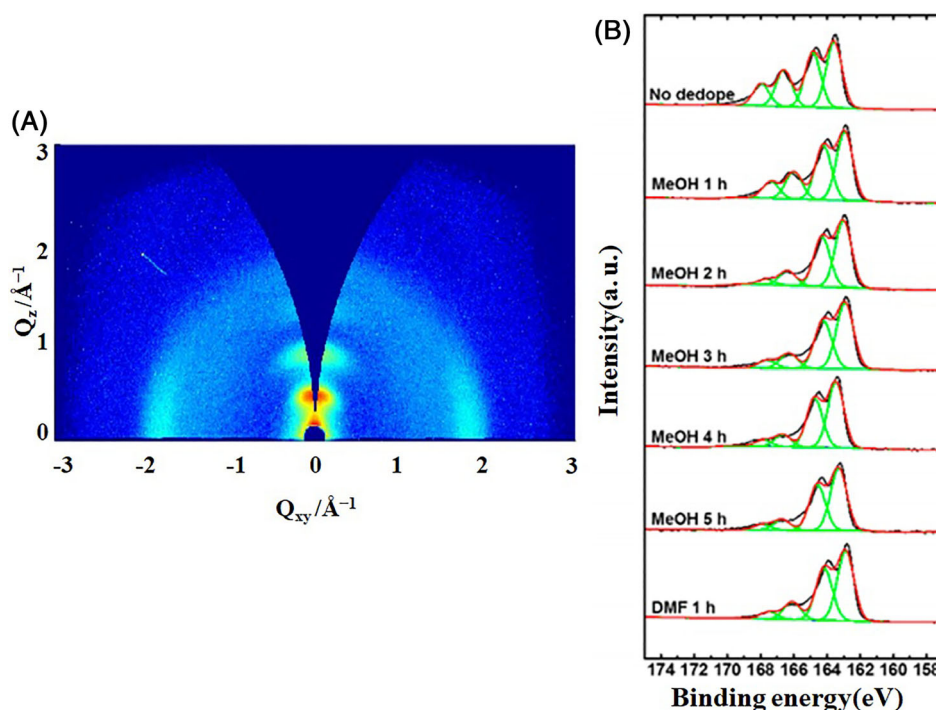 (A)
3
2
1
0
Qz/Å⁻¹
-3 -2 -1 0 1 2 3
Qxy/Å⁻¹
(B)
No dedope
MeOH 1 h
MeOH 2 h
MeOH 3 h
MeOH 4 h
MeOH 5 h
DMF 1 h
Intensity(a. u.)
174 172 170 168 166 164 162 160 158
Binding energy(eV)